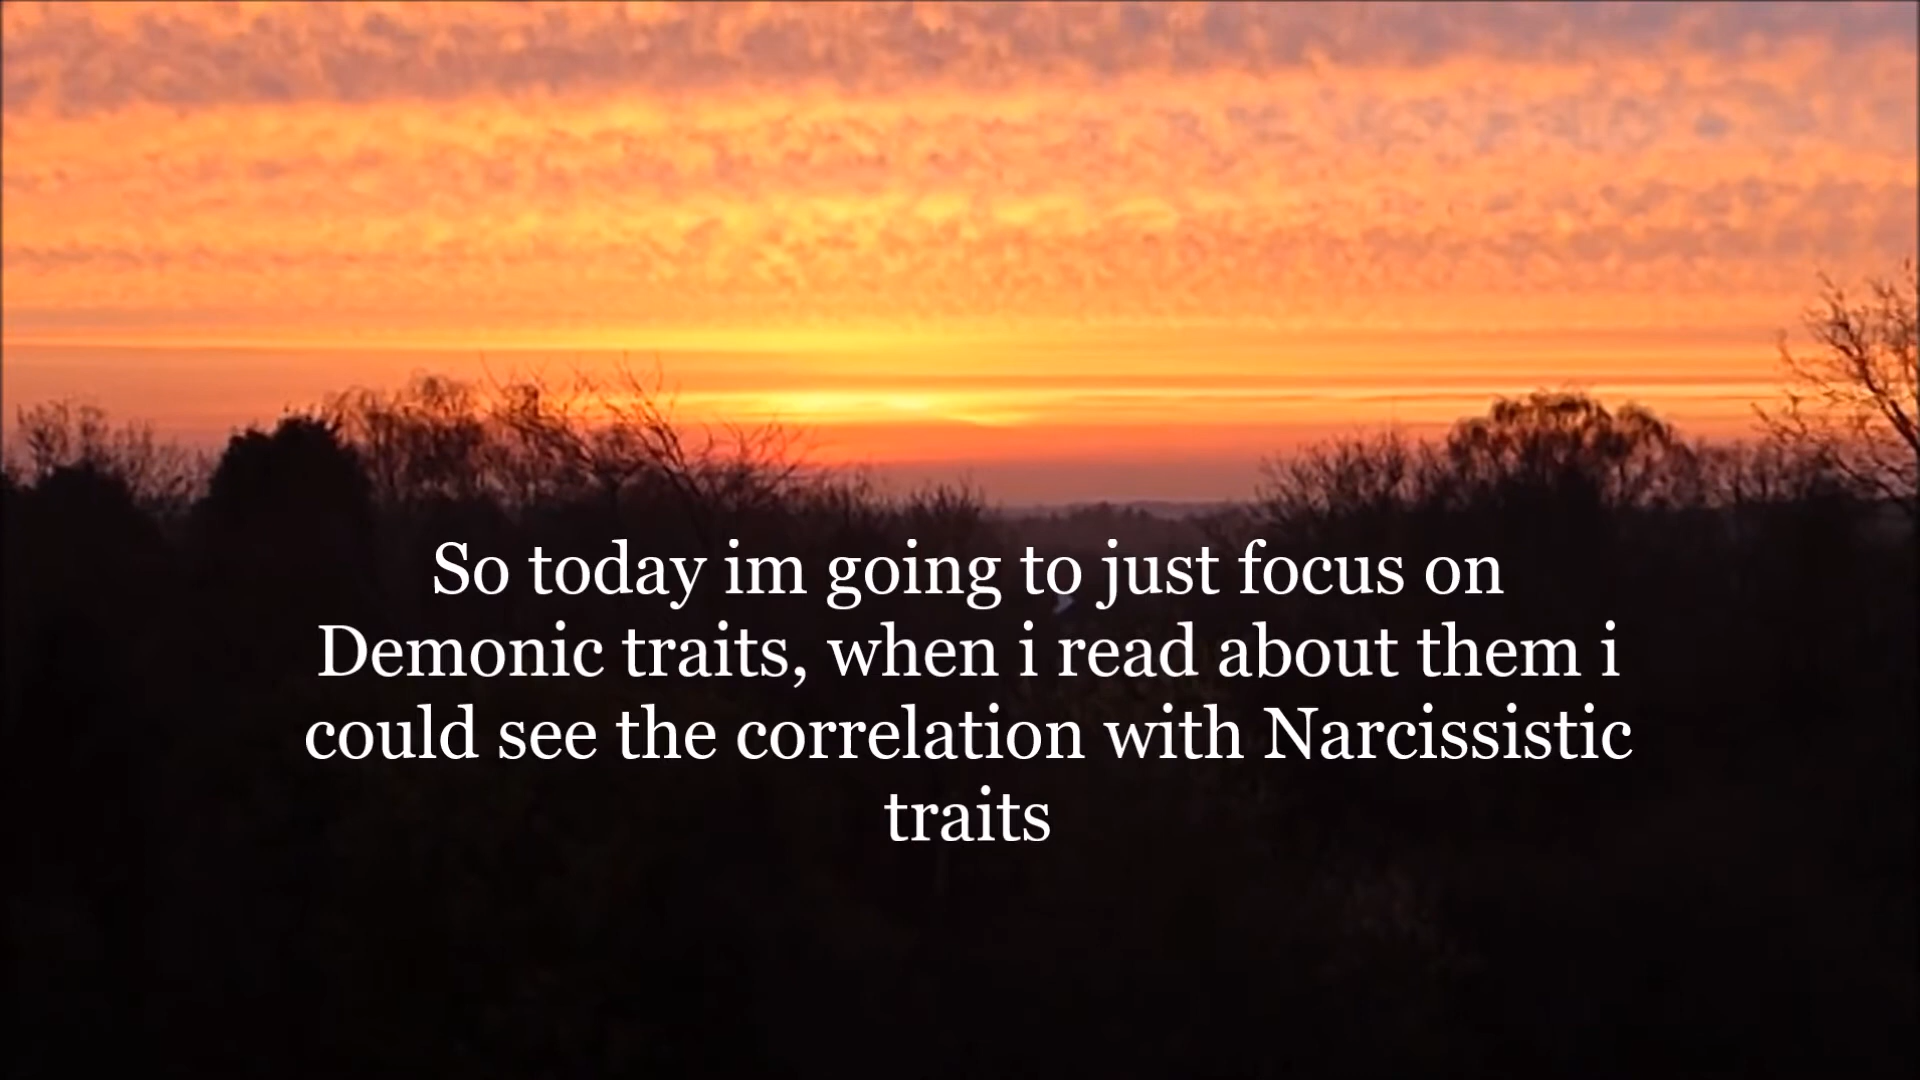 So today im going to just focus on
Demonic traits, when i read about them i
could see the correlation with Narcissistic
traits